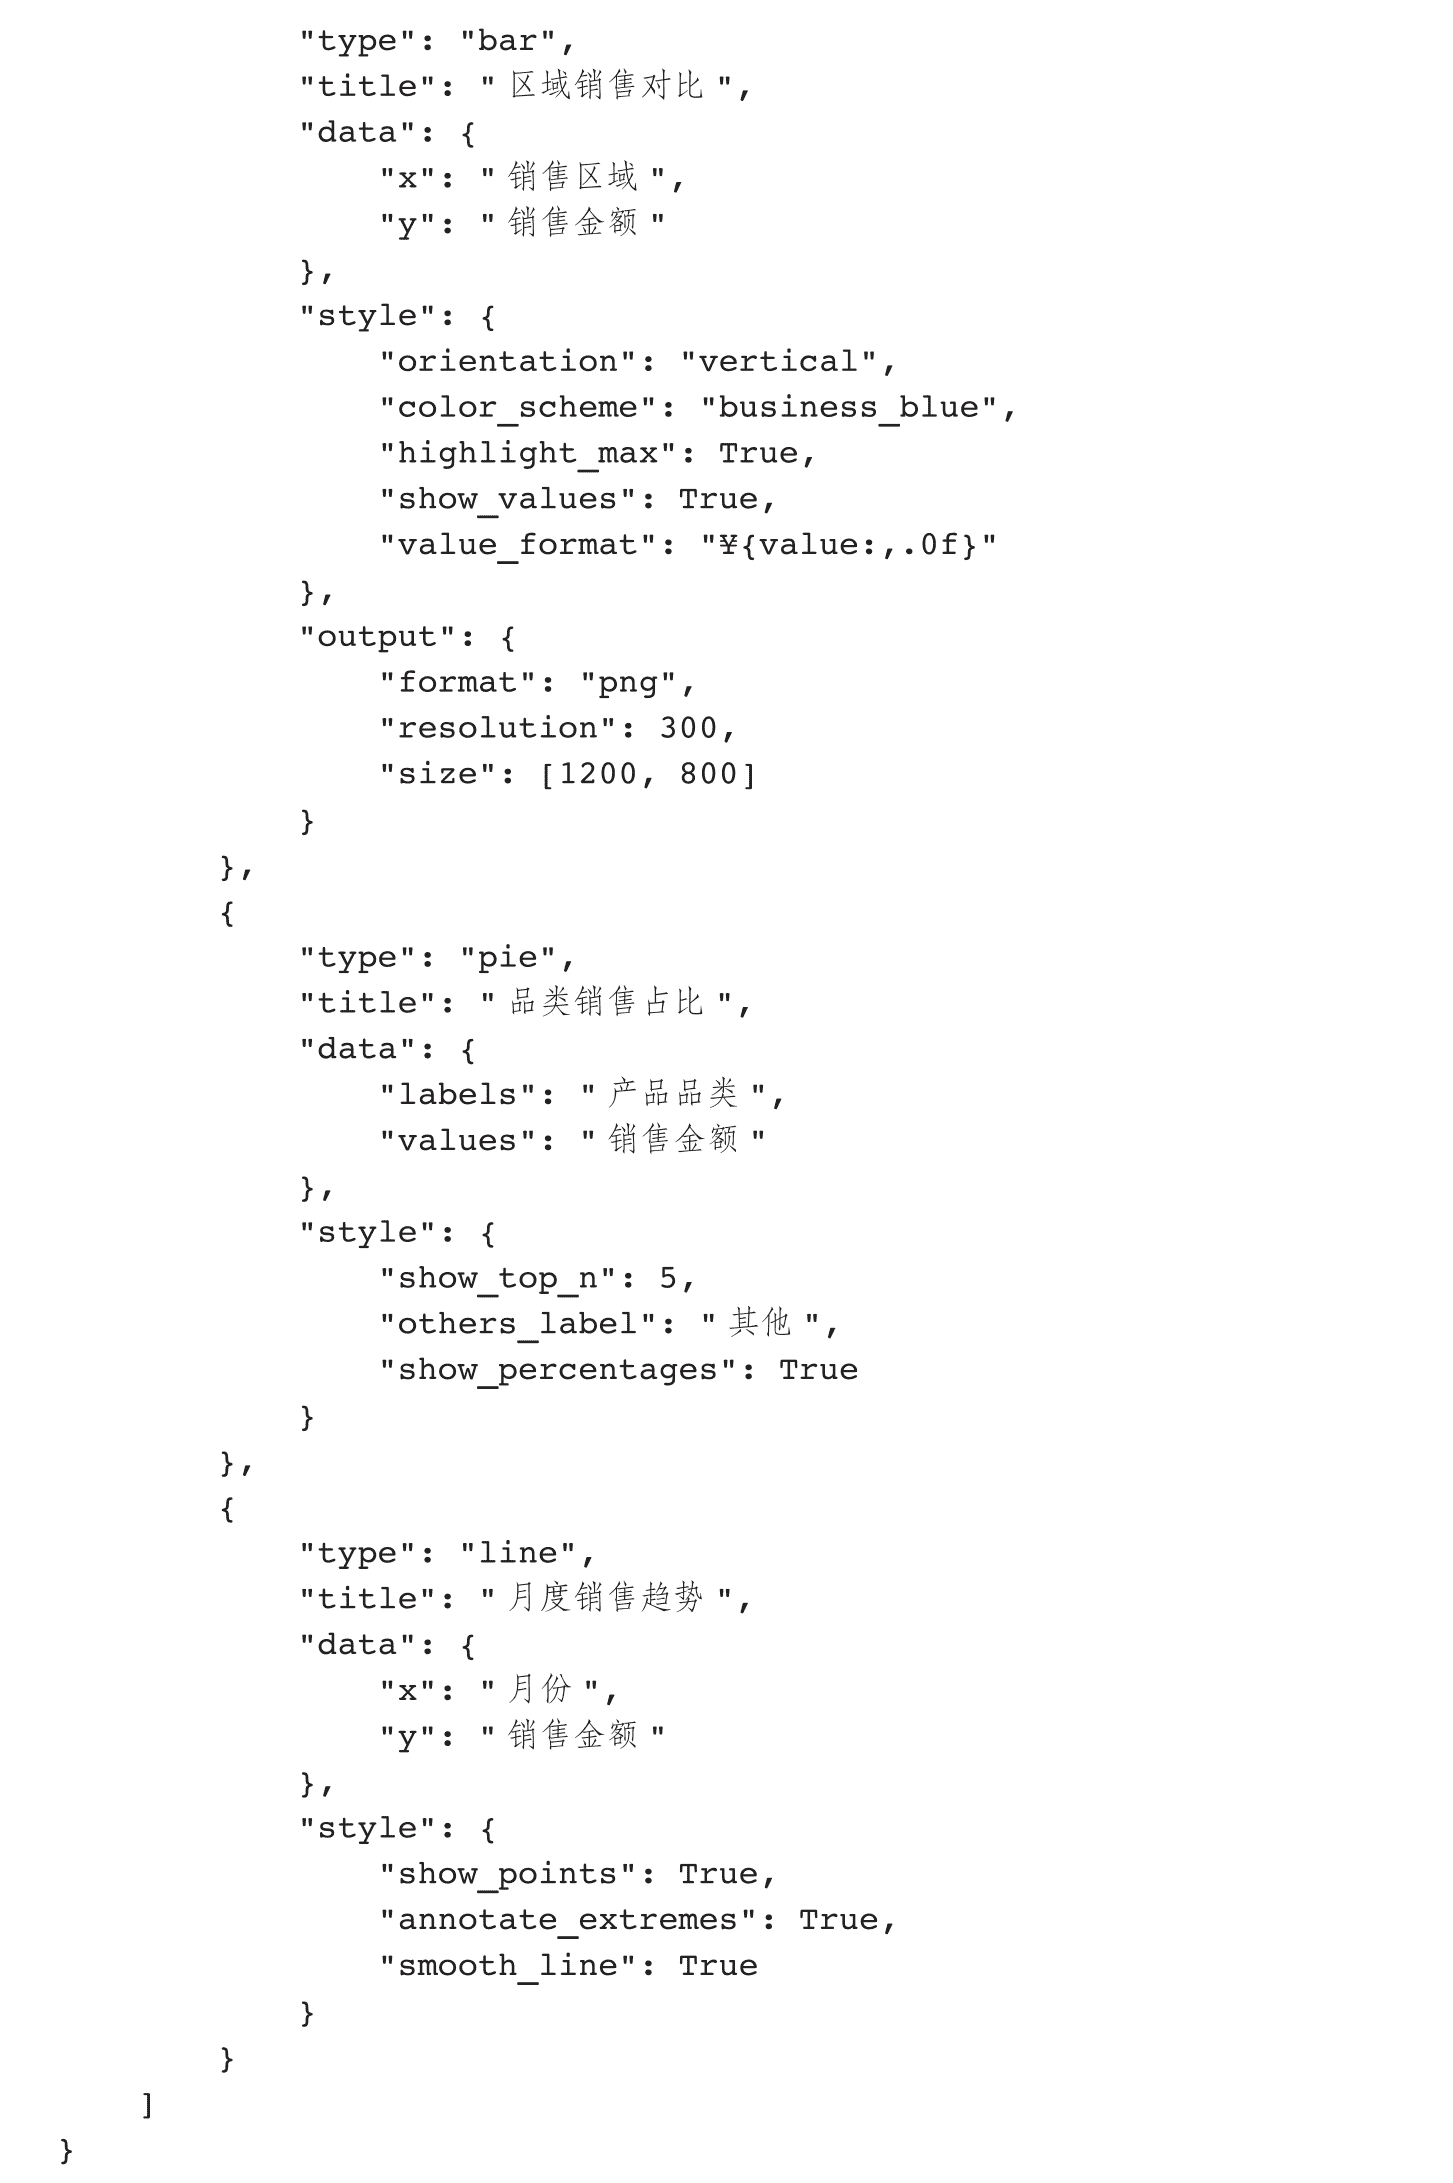 "type": "bar",
"title": "区域销售对比",
"data": {
"x": "销售区域",
"y": "销售金额"
},
"style": {
"orientation": "vertical",
"color_scheme": "business_blue",
"highlight_max": True,
"show_values": True,
"value_format": "¥{value:,.0f}"
},
"output": {
"format": "png",
"resolution": 300,
"size": [1200, 800]
}
},
{
"type": "pie",
"title": "品类销售占比",
"data": {
"labels": "产品品类",
"values": "销售金额"
},
"style": {
"show_top_n": 5,
"others_label": "其他",
"show_percentages": True
}
},
{
"type": "line",
"title": "月度销售趋势",
"data": {
"x": "月份",
"y": "销售金额"
},
"style": {
"show_points": True,
"annotate_extremes": True,
"smooth_line": True
}
}
]
}